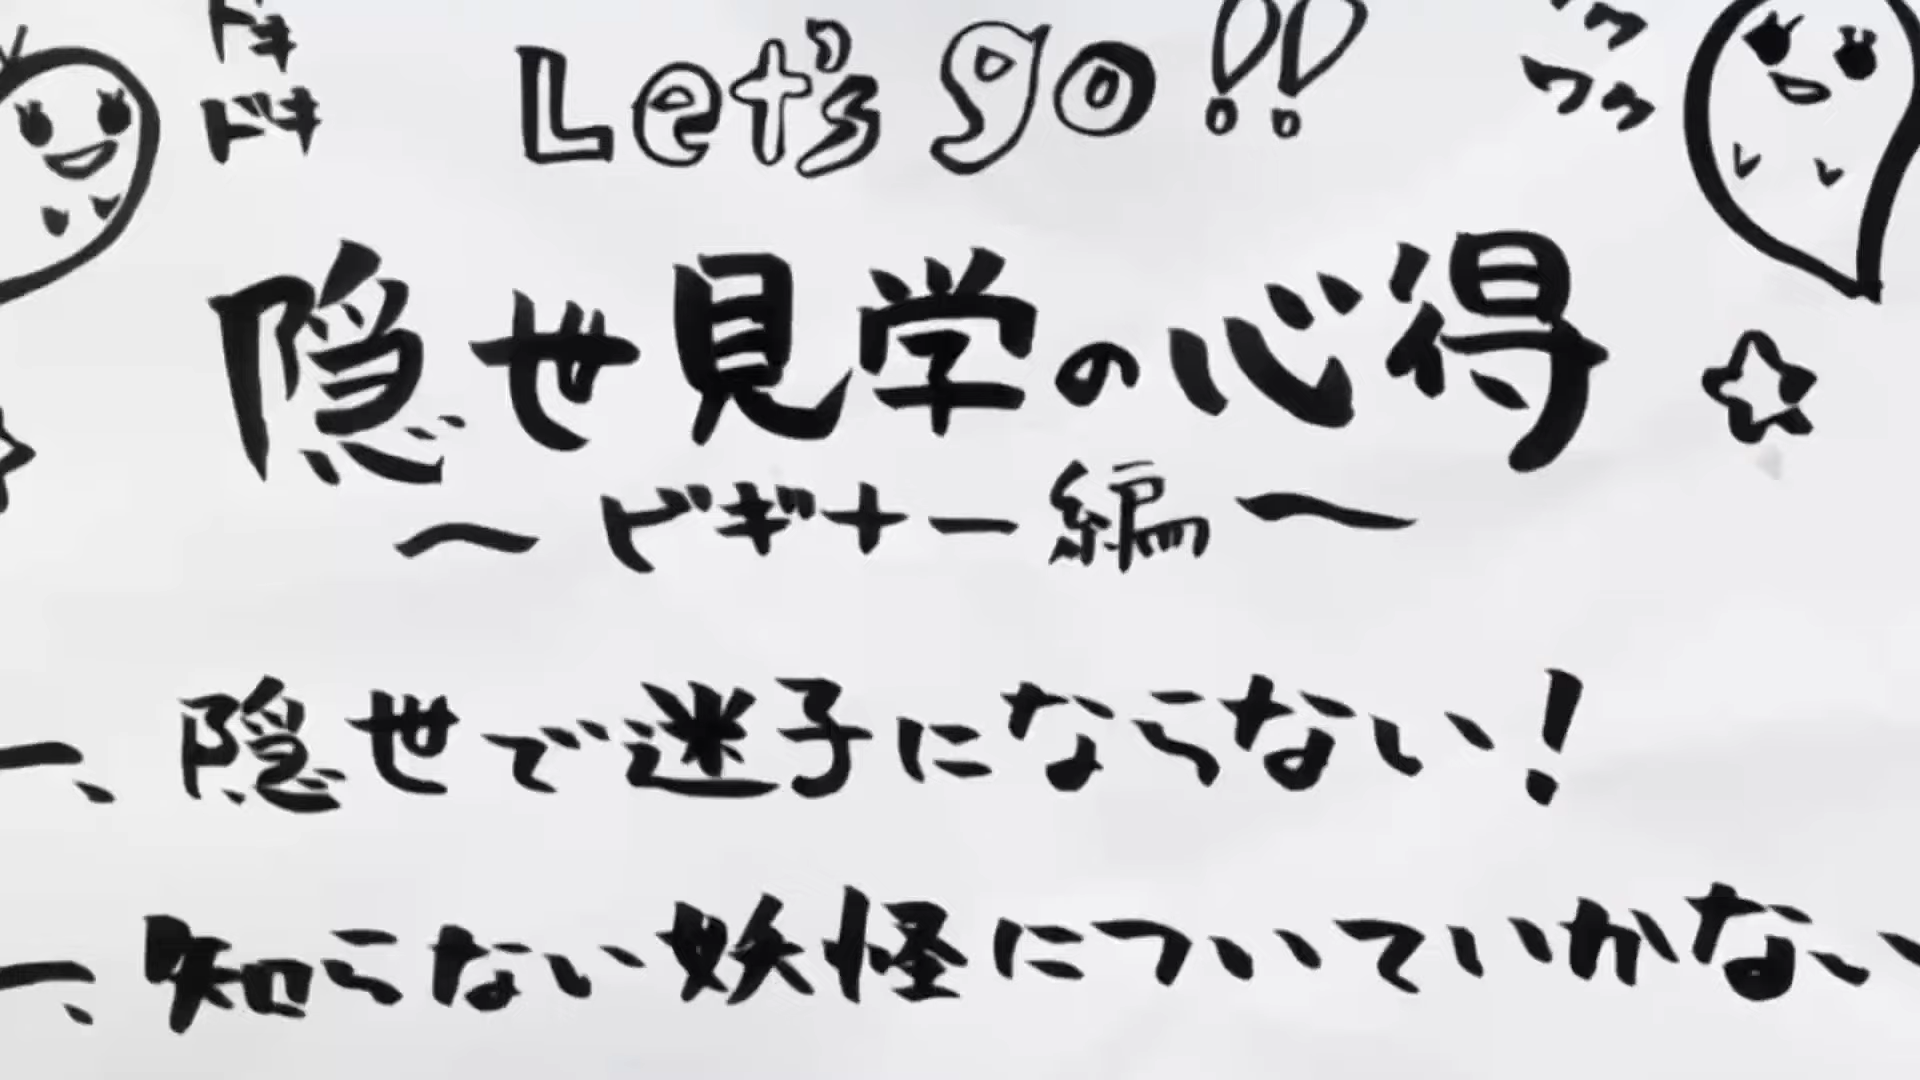 ドキ
ドキ
Let's go!!
ワク
ワク
隠世見学の心得
〜ビギナー編〜
一、隠世で迷子にならない!
一、知らない妖怪についていかない